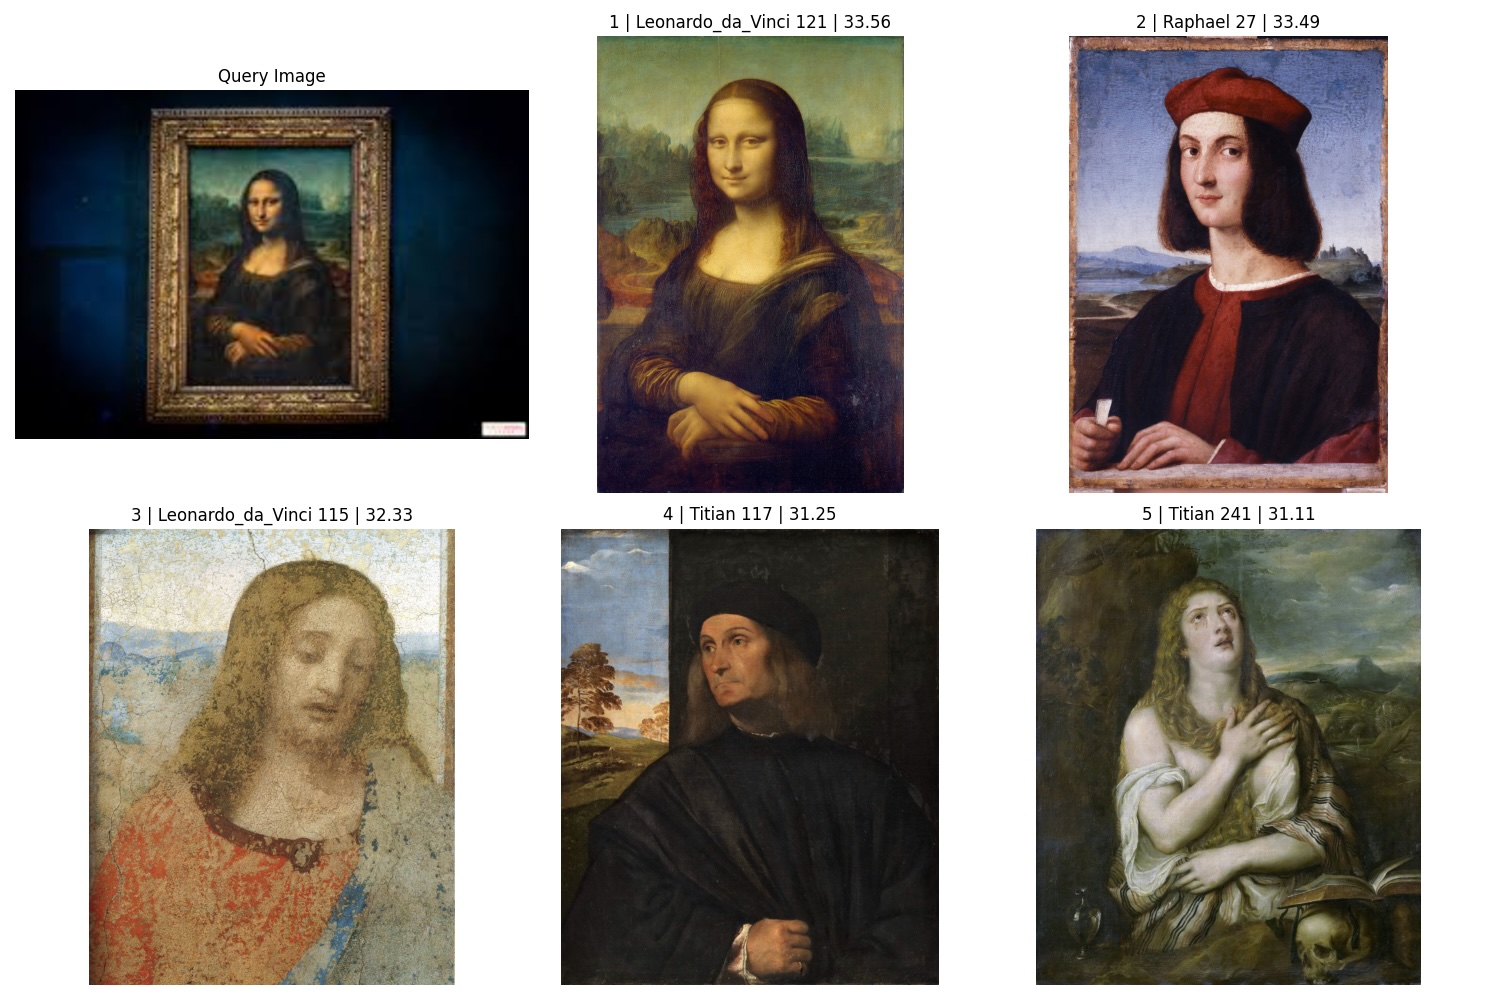 1 | Leonardo_da_Vinci 121 | 33.56
2 | Raphael 27 | 33.49
Query Image
3 | Leonardo_da_Vinci 115 | 32.33
4 | Titian 117 | 31.25
5 | Titian 241 | 31.11